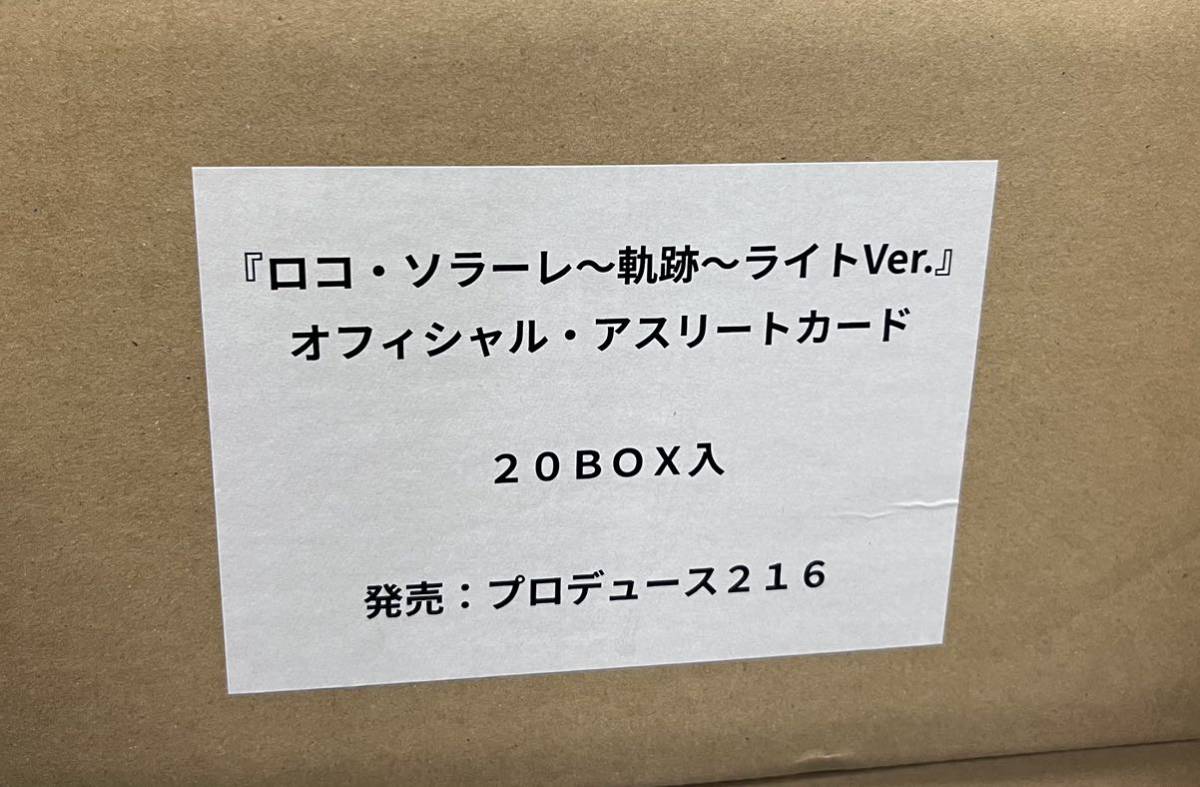 『ロコ・ソラーレ～軌跡～ライトVer.』
オフィシャル・アスリートカード
２０ＢＯＸ入
発売：プロデュース２１６